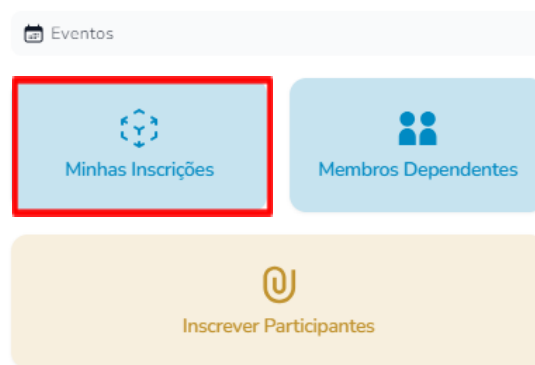 Eventos
Minhas Inscrições
Membros Dependentes
Inscrever Participantes